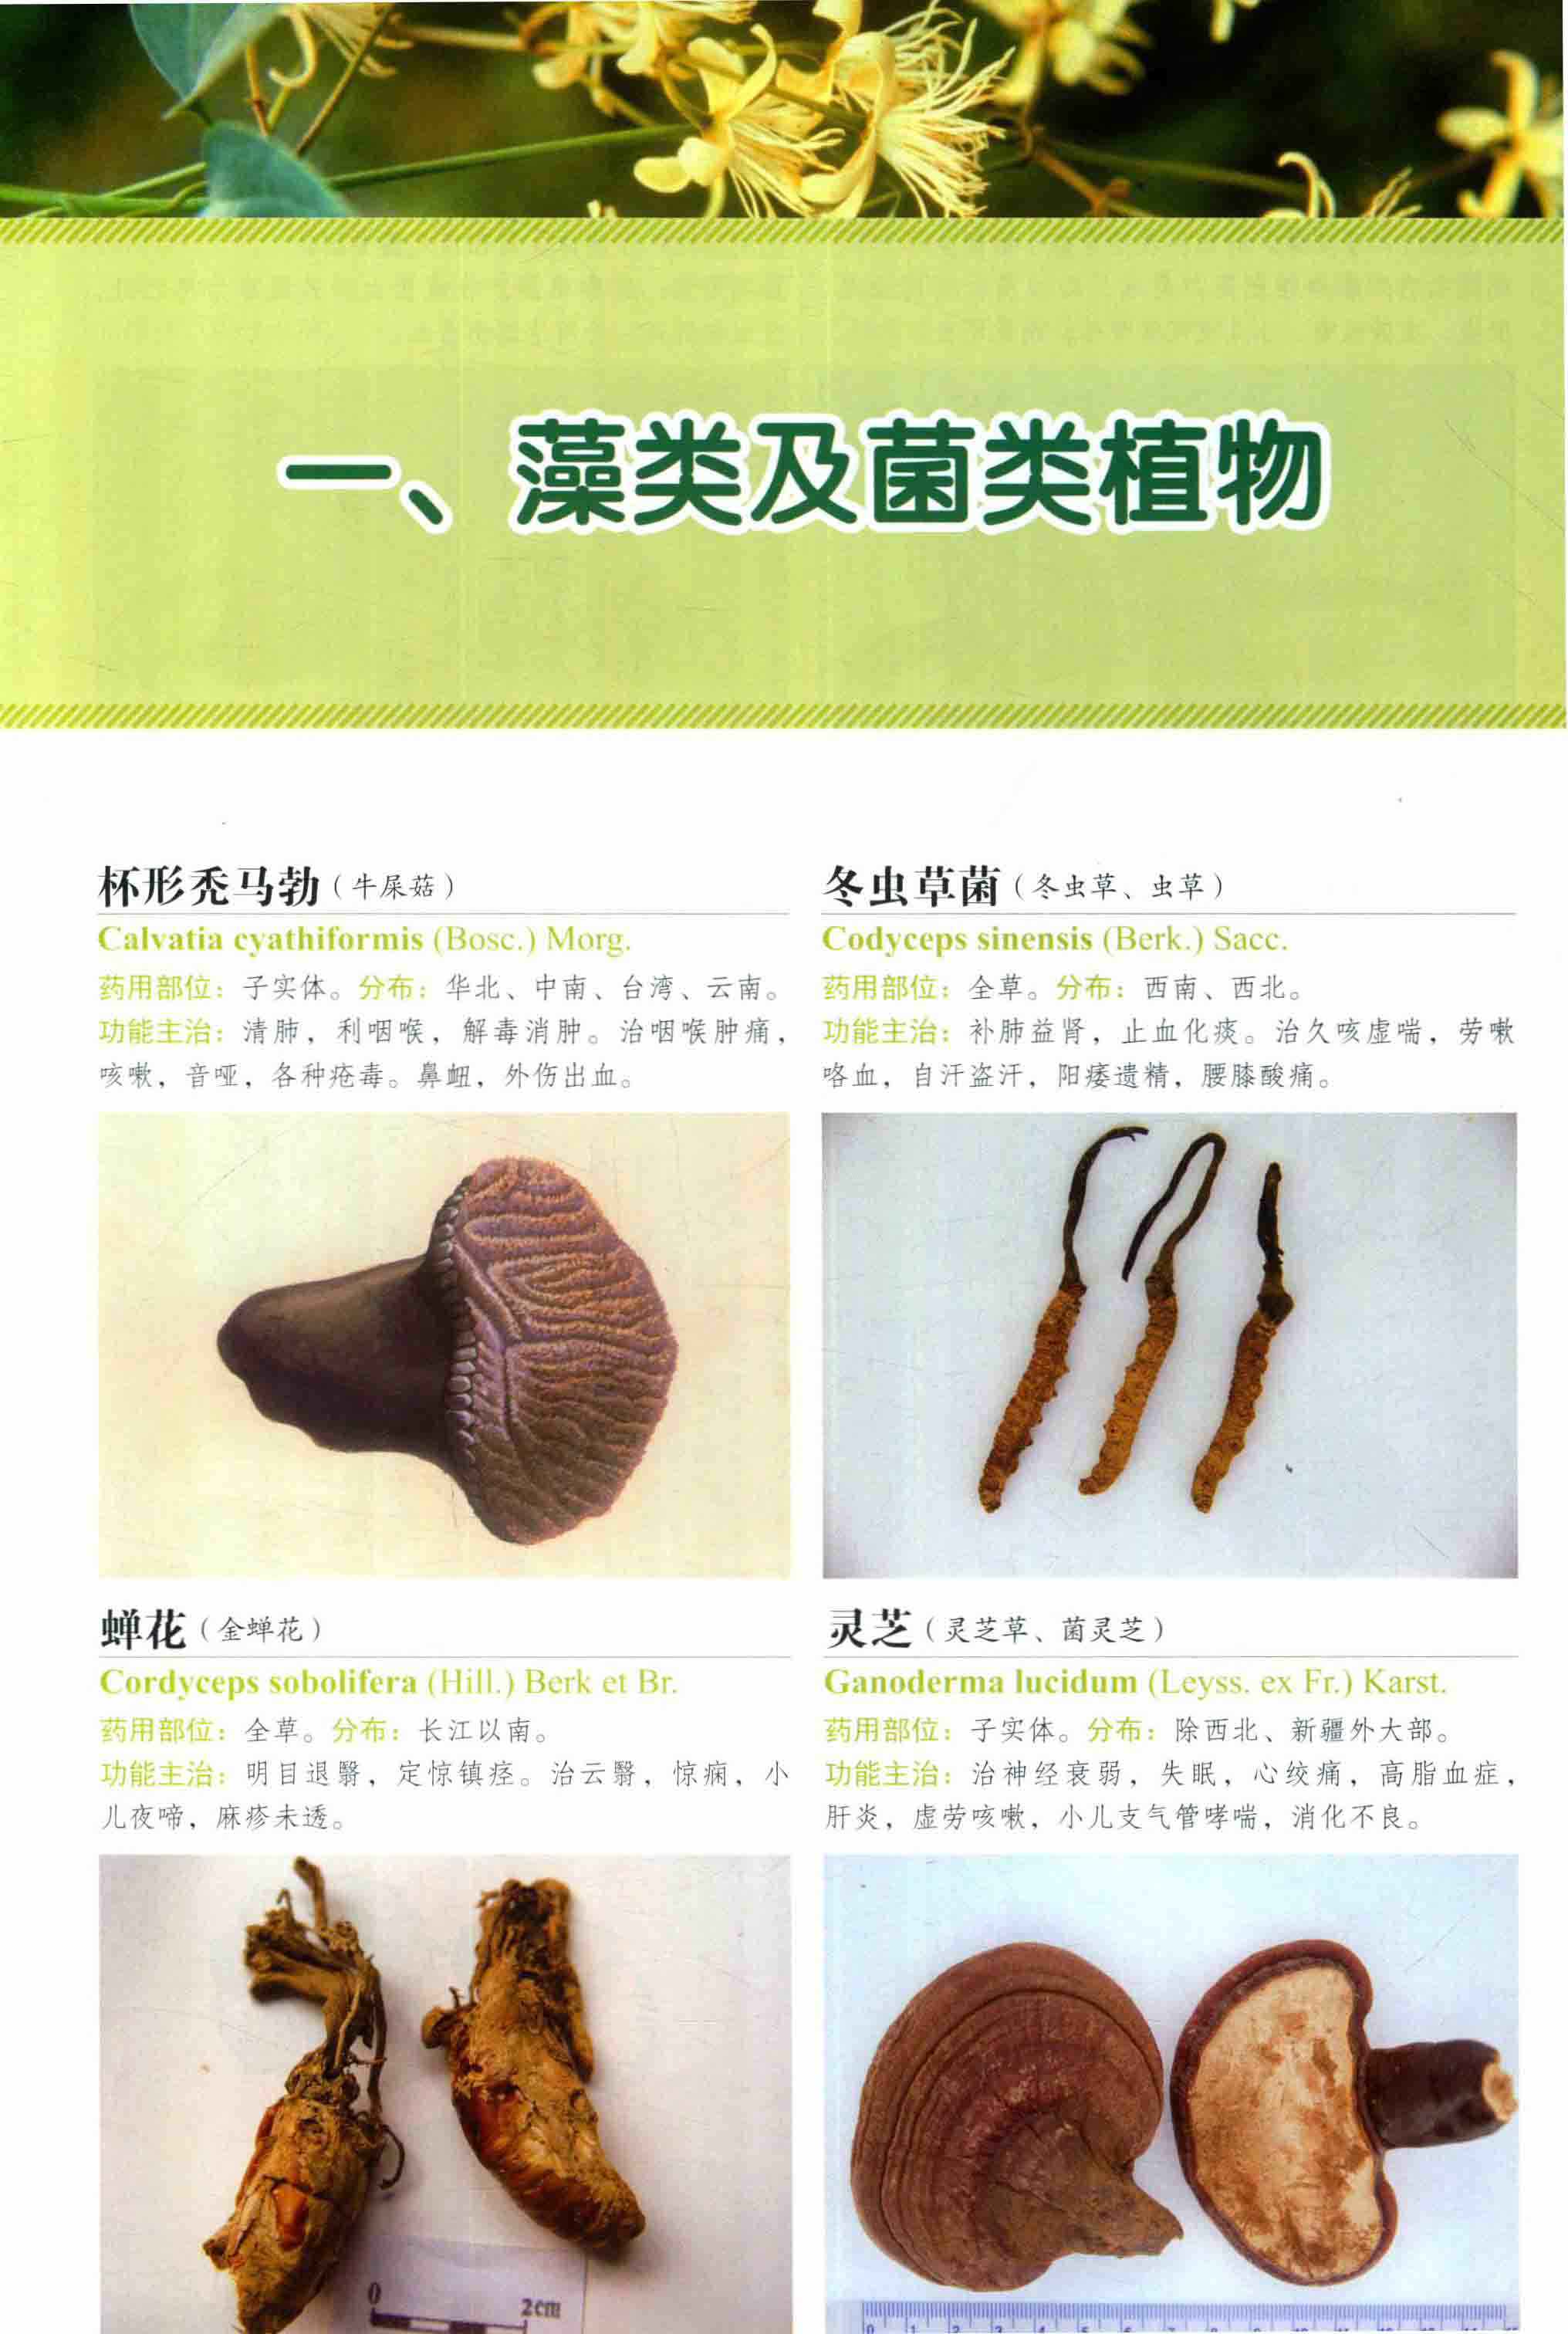 一、藻类及菌类植物
杯形秃马勃（牛屎菇）
Calvatia cyathiformis (Bosc.) Morg.
药用部位：子实体。分布：华北、中南、台湾、云南。
功能主治：清肺，利咽喉，解毒消肿。治咽喉肿痛，
咳嗽，音哑，各种疮毒。鼻衄，外伤出血。
冬虫草菌（冬虫草、虫草）
Codyceps sinensis (Berk.) Sacc.
药用部位：全草。分布：西南、西北。
功能主治：补肺益肾，止血化痰。治久咳虚喘，劳嗽
咯血，自汗盗汗，阳痿遗精，腰膝酸痛。
蝉花（金蝉花）
Cordyceps sobolifera (Hill.) Berk et Br.
药用部位：全草。分布：长江以南。
功能主治：明目退翳，定惊镇痉。治云翳，惊痫，小
儿夜啼，麻疹未透。
0 2cm
灵芝（灵芝草、菌灵芝）
Ganoderma lucidum (Leyss. ex Fr.) Karst.
药用部位：子实体。分布：除西北、新疆外大部。
功能主治：治神经衰弱，失眠，心绞痛，高脂血症，
肝炎，虚劳咳嗽，小儿支气管哮喘，消化不良。